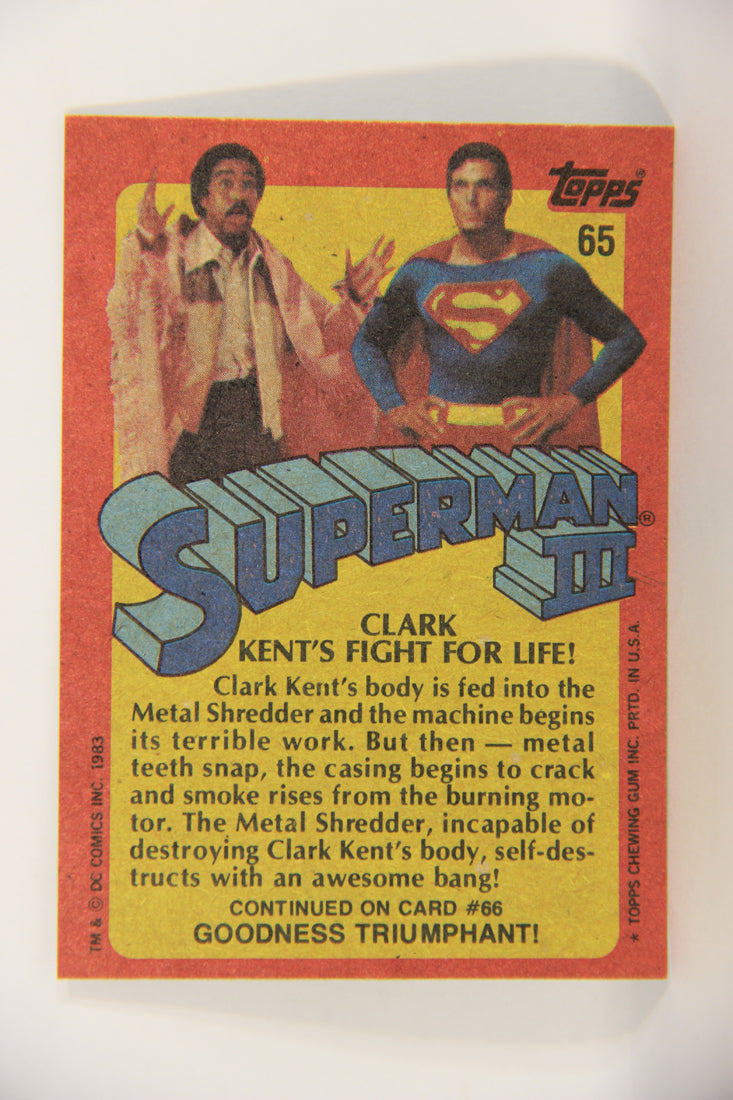 topps®
65
SUPERMAN®
III
CLARK
KENT'S FIGHT FOR LIFE!
Clark Kent's body is fed into the
Metal Shredder and the machine begins
its terrible work. But then — metal
teeth snap, the casing begins to crack
and smoke rises from the burning mo-
tor. The Metal Shredder, incapable of
destroying Clark Kent's body, self-des-
tructs with an awesome bang!
CONTINUED ON CARD #66
GOODNESS TRIUMPHANT!
TM & © DC COMICS INC. 1983
* TOPPS CHEWING GUM INC. PRTD. IN U.S.A.